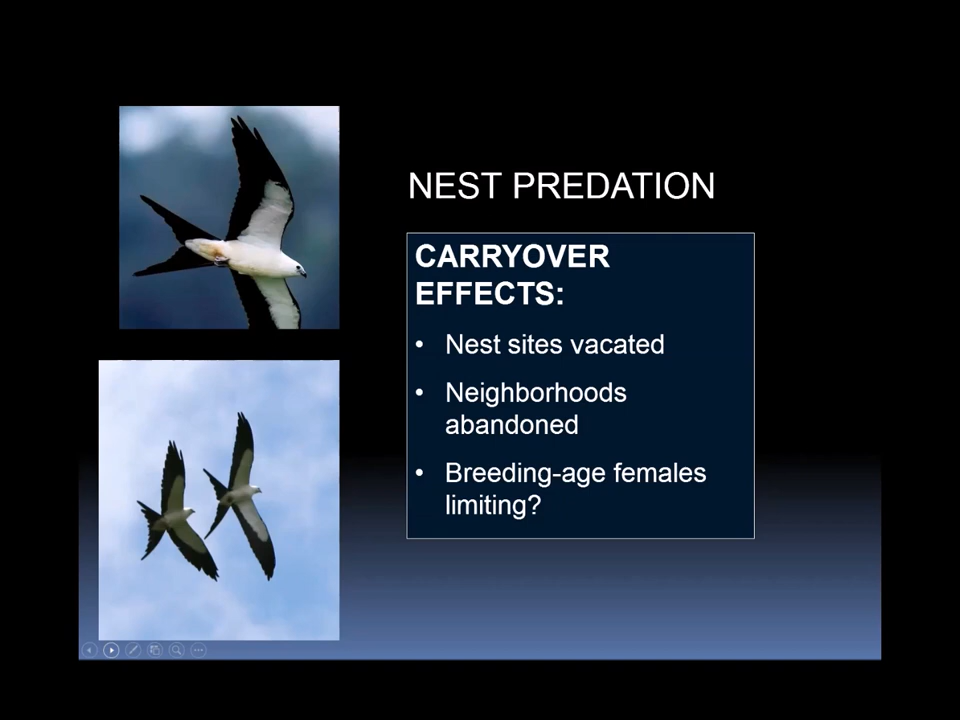 NEST PREDATION
CARRYOVER
EFFECTS:
• Nest sites vacated
• Neighborhoods
abandoned
• Breeding-age females
limiting?